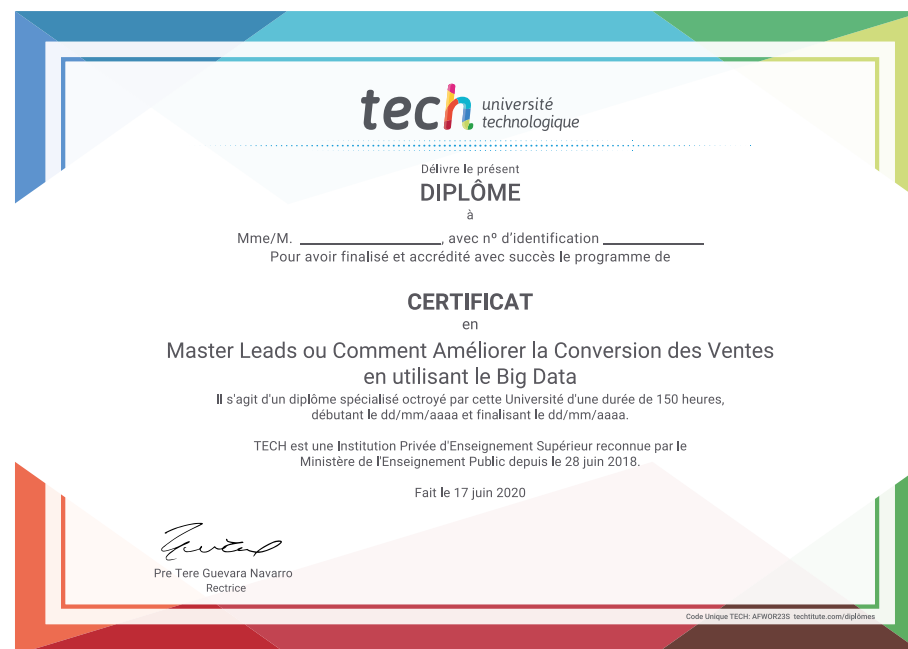 tech université
technologique
Délivre le présent
DIPLÔME
à
Mme/M. ____________________, avec nº d'identification ______________
Pour avoir finalisé et accrédité avec succès le programme de
CERTIFICAT
en
Master Leads ou Comment Améliorer la Conversion des Ventes
en utilisant le Big Data
Il s'agit d'un diplôme spécialisé octroyé par cette Université d'une durée de 150 heures,
débutant le dd/mm/aaaa et finalisant le dd/mm/aaaa.
TECH est une Institution Privée d'Enseignement Supérieur reconnue par le
Ministère de l'Enseignement Public depuis le 28 juin 2018.
Fait le 17 juin 2020
Pre Tere Guevara Navarro
Rectrice
Code Unique TECH: AFWOR23S techtitute.com/diplômes